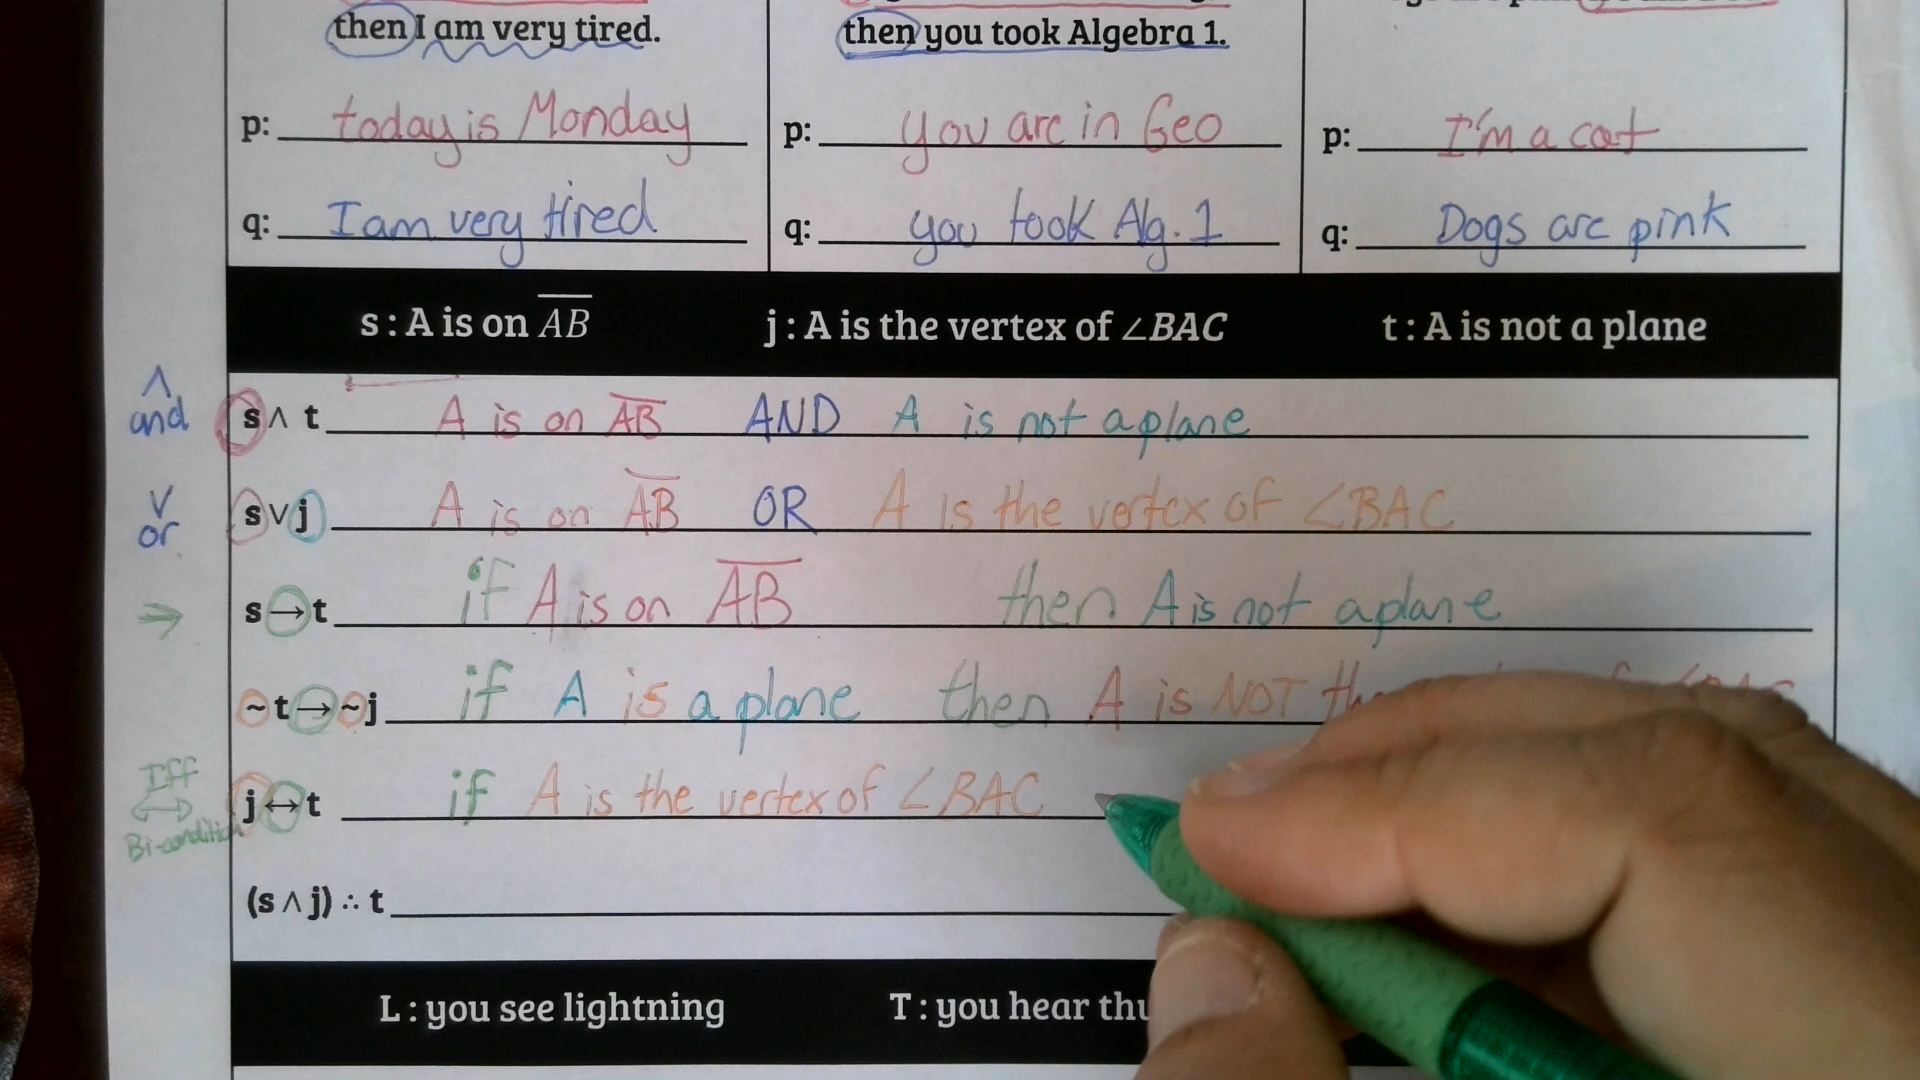 then I am very tired.
then you took Algebra 1.
p: today is Monday
p: you are in Geo
p: I'm a cat
q: I am very tired
q: you took Alg. 1
q: Dogs are pink
s : A is on AB
j : A is the vertex of ∠BAC
t : A is not a plane
∧
and
s ∧ t A is on AB AND A is not a plane
∨
or
s ∨ j A is on AB OR A is the vertex of ∠BAC
→
s → t if A is on AB then A is not a plane
~t → ~j if A is a plane then A is NOT
Iff
↔
Bi-condition
j ↔ t if A is the vertex of ∠BAC
(s ∧ j) ∴ t
L : you see lightning
T : you hear thu